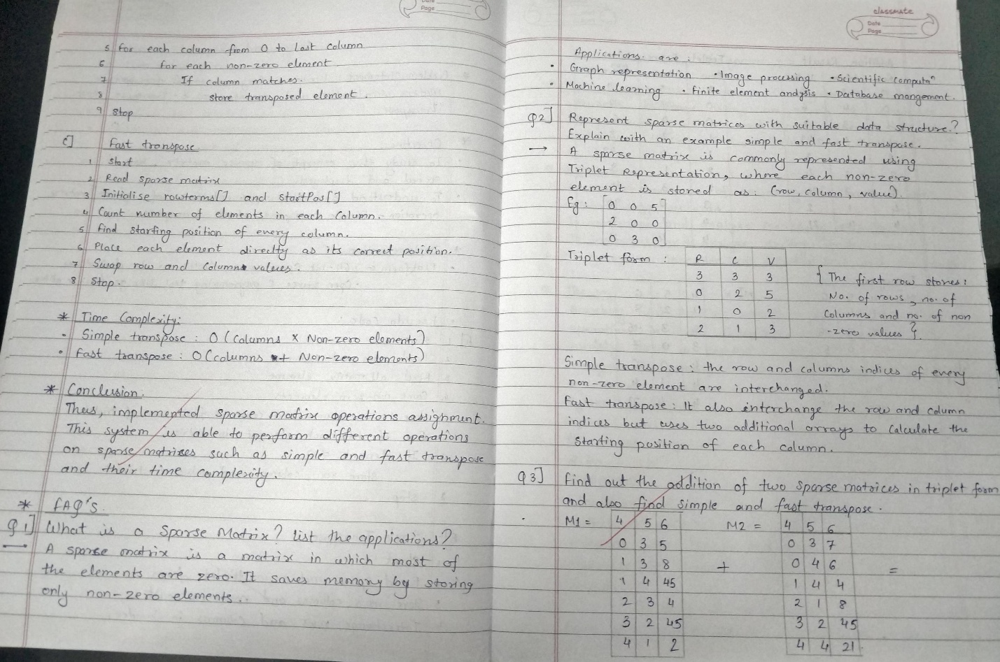 Page
5 for each column from 0 to last column
6 for each non-zero element
7 If column matches.
8 store transposed element.
9 Stop
C] Fast transpose
1 Start
2 Read sparse matrix
3 Initialise rowterms[] and startPos[]
4 Count number of elements in each column.
5 find starting position of every column.
6 Place each element directly as its correct position.
7 Swap row and column values.
8 Stop.
* Time Complexity:
• Simple transpose : O (columns × Non-zero elements)
• Fast transpose : O(columns + Non-zero elements)
* Conclusion.
Thus, implemented sparse matrix operations assignment.
This system is able to perform different operations
on sparse matrixes such as simple and fast transpose
and their time complexity.
* FAQ'S.
Q1] What is a Sparse Matrix? List the applications?
→ A sparse matrix is a matrix in which most of
the elements are zero. It saves memory by storing
only non-zero elements.
classmate
Date
Page
Applications are :
• Graph representation • Image processing • Scientific computan
• Machine learning • Finite element analysis • Database mangement.
Q2] Represent sparse matrices with suitable data structure?
Explain with an example simple and fast transpose.
→ A sparse matrix is commonly represented using
Triplet Representation, where each non-zero
element is stored as: (row, column, value).
Eg: 0 0 5
2 0 0
0 3 0
Triplet form : R C V
3 3 3 { The first row stores:
0 2 5 No. of rows, no. of
1 0 2 Columns and no. of non
2 1 3 -zero values }.
Simple transpose : the row and columns indices of every
non-zero element are interchanged.
Fast transpose : It also interchange the row and column
indices but uses two additional arrays to calculate the
starting position of each column.
Q3] Find out the addition of two sparse matrices in triplet form
and also find simple and fast transpose.
M1 = 4 5 6 M2 = 4 5 6
0 3 5 0 3 7
1 3 8 + 0 4 6 =
1 4 45 1 4 4
2 3 4 2 1 8
3 2 45 3 2 45
4 1 2 4 4 21